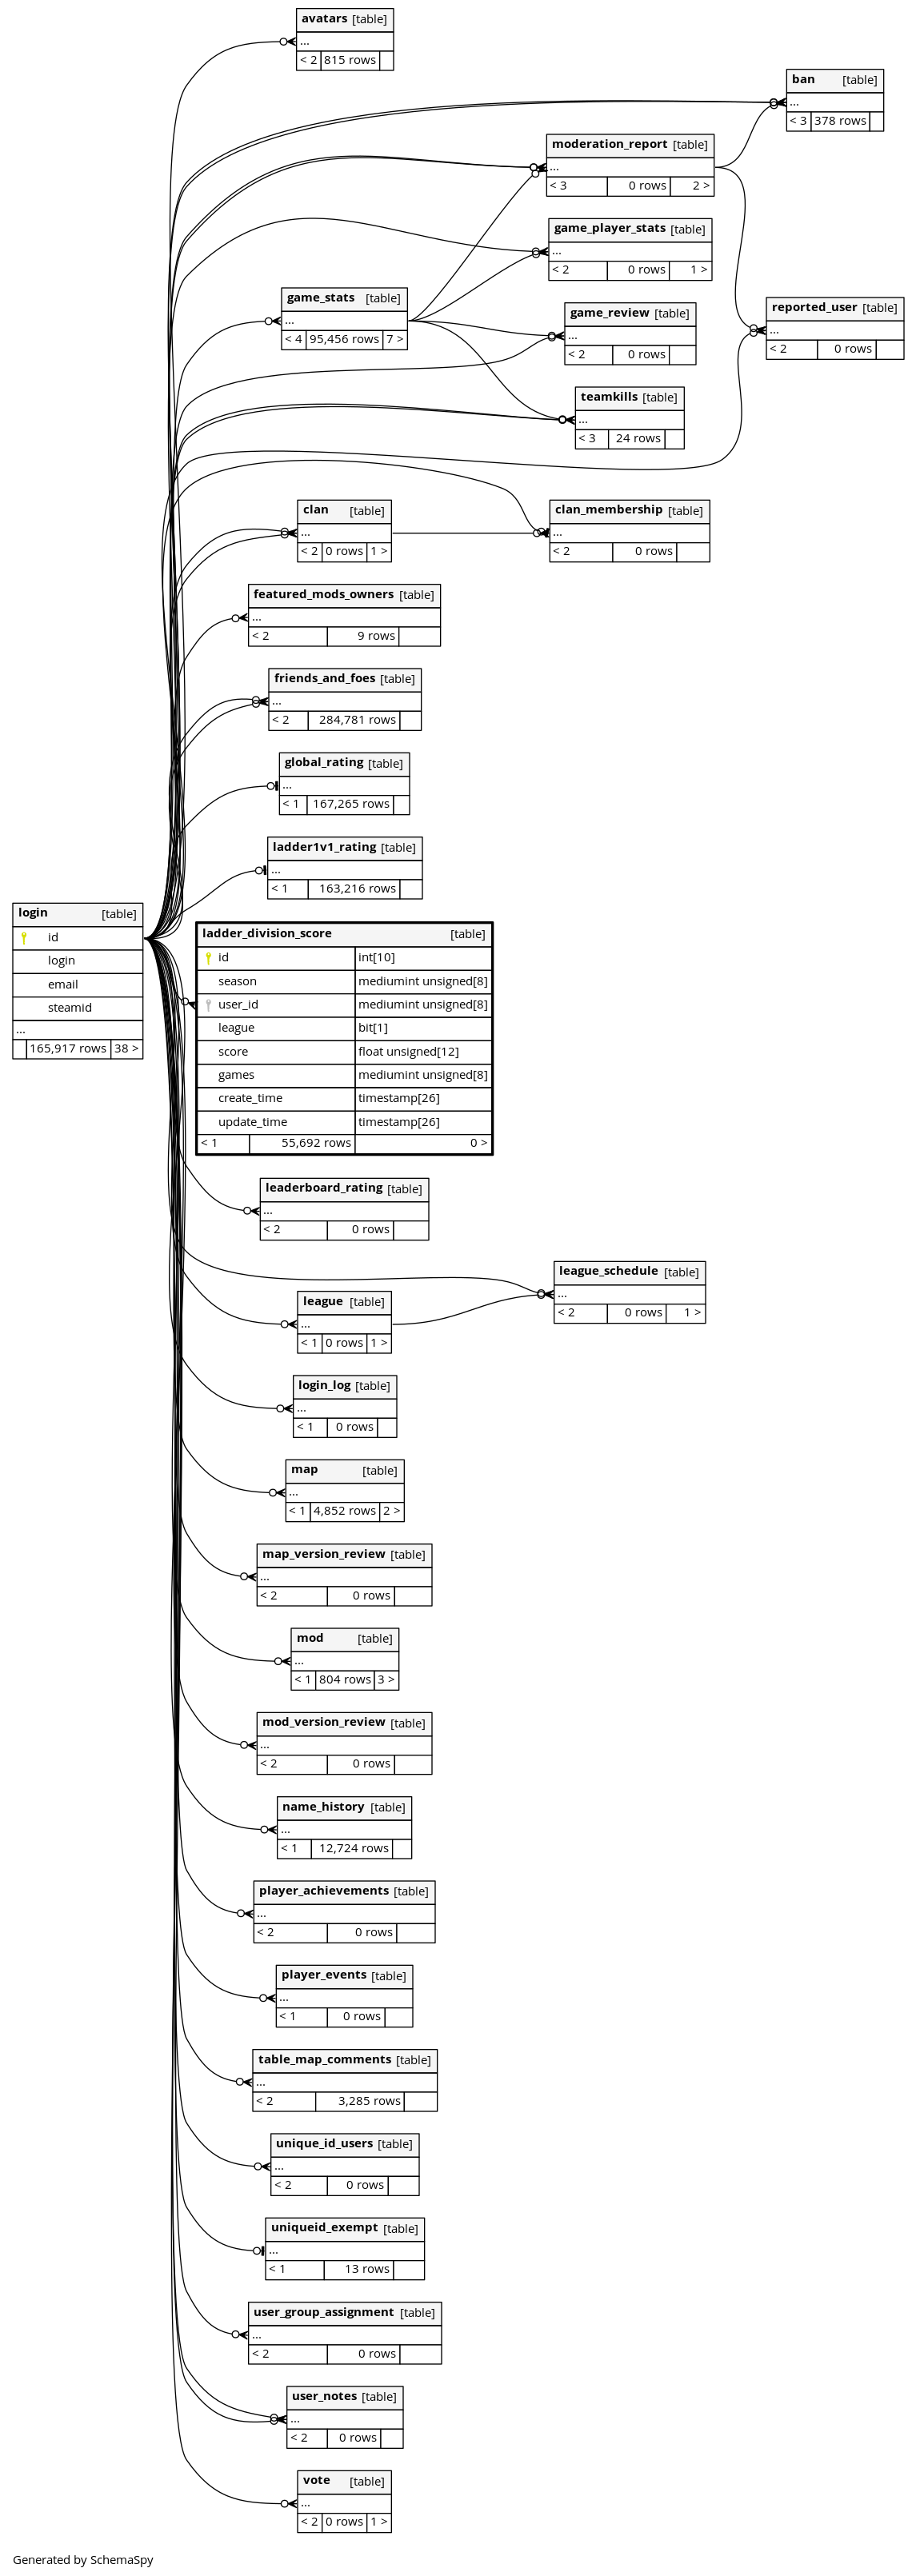 avatars [table]
...
< 2 815 rows
ban [table]
...
< 3 378 rows
moderation_report [table]
...
< 3 0 rows 2 >
game_player_stats [table]
...
< 2 0 rows 1 >
game_stats [table]
...
< 4 95,456 rows 7 >
game_review [table]
...
< 2 0 rows
reported_user [table]
...
< 2 0 rows
teamkills [table]
...
< 3 24 rows
clan [table]
...
< 2 0 rows 1 >
clan_membership [table]
...
< 2 0 rows
featured_mods_owners [table]
...
< 2 9 rows
friends_and_foes [table]
...
< 2 284,781 rows
global_rating [table]
...
< 1 167,265 rows
ladder1v1_rating [table]
...
< 1 163,216 rows
login [table]
id
login
email
steamid
...
165,917 rows 38 >
ladder_division_score [table]
id int[10]
season mediumint unsigned[8]
user_id mediumint unsigned[8]
league bit[1]
score float unsigned[12]
games mediumint unsigned[8]
create_time timestamp[26]
update_time timestamp[26]
< 1 55,692 rows 0 >
leaderboard_rating [table]
...
< 2 0 rows
league_schedule [table]
...
< 2 0 rows 1 >
league [table]
...
< 1 0 rows 1 >
login_log [table]
...
< 1 0 rows
map [table]
...
< 1 4,852 rows 2 >
map_version_review [table]
...
< 2 0 rows
mod [table]
...
< 1 804 rows 3 >
mod_version_review [table]
...
< 2 0 rows
name_history [table]
...
< 1 12,724 rows
player_achievements [table]
...
< 2 0 rows
player_events [table]
...
< 1 0 rows
table_map_comments [table]
...
< 2 3,285 rows
unique_id_users [table]
...
< 2 0 rows
uniqueid_exempt [table]
...
< 1 13 rows
user_group_assignment [table]
...
< 2 0 rows
user_notes [table]
...
< 2 0 rows
vote [table]
...
< 2 0 rows 1 >
Generated by SchemaSpy